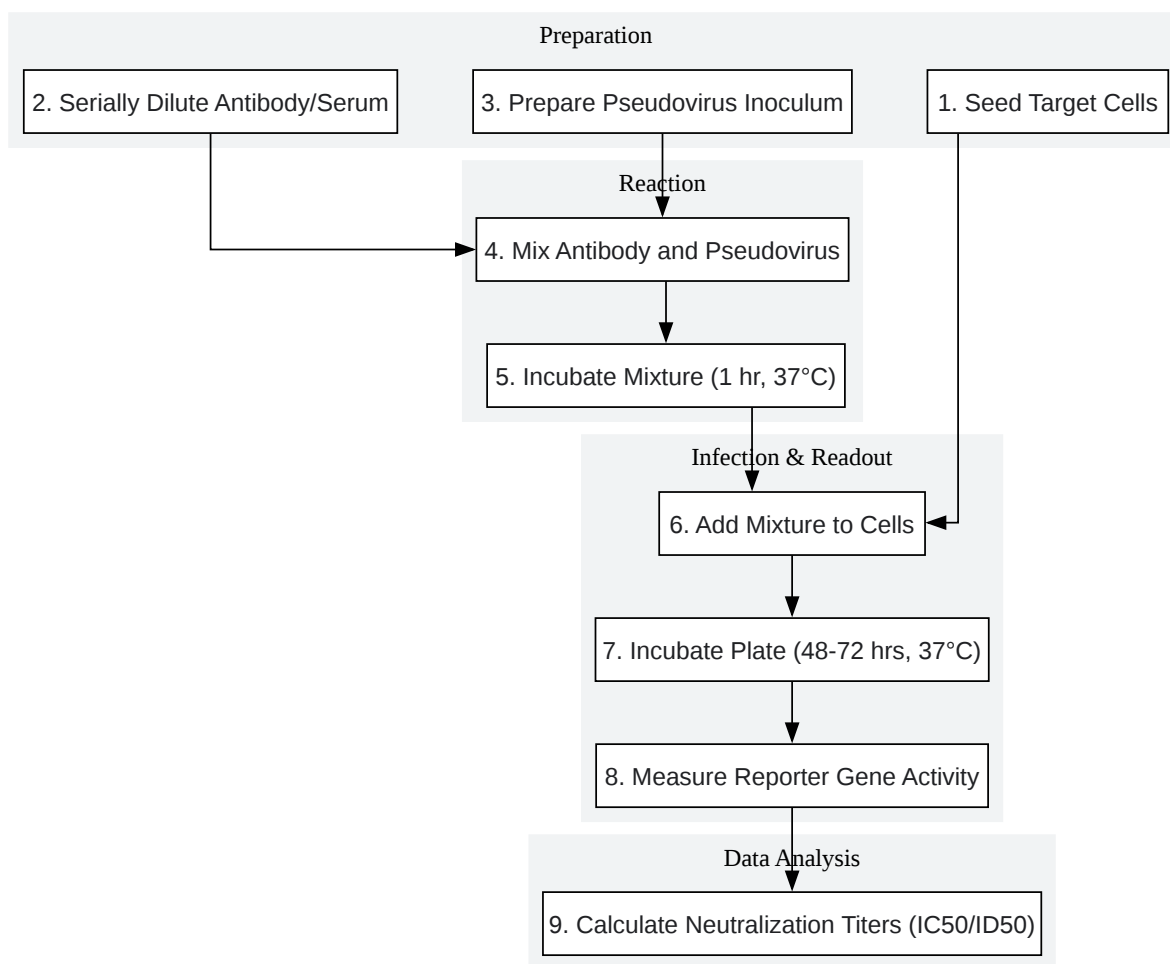 Preparation
2. Serially Dilute Antibody/Serum
3. Prepare Pseudovirus Inoculum
1. Seed Target Cells
Reaction
4. Mix Antibody and Pseudovirus
5. Incubate Mixture (1 hr, 37°C)
Infection & Readout
6. Add Mixture to Cells
7. Incubate Plate (48-72 hrs, 37°C)
8. Measure Reporter Gene Activity
Data Analysis
9. Calculate Neutralization Titers (IC50/ID50)